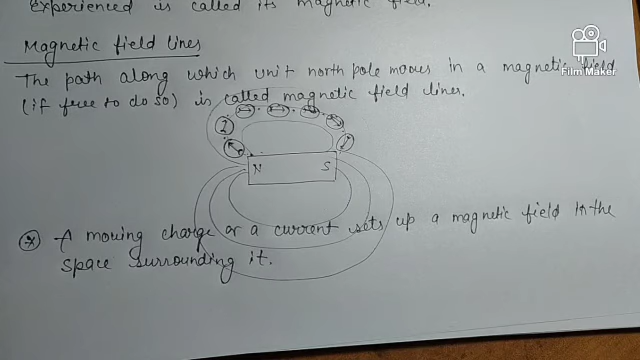 experienced is called its magnetic field.
Film Maker
Magnetic field lines
The path along which unit north pole moves in a magnetic field
(if free to do so) is called magnetic field lines.
N S
A moving charge or a current sets up a magnetic field in the
space surrounding it.